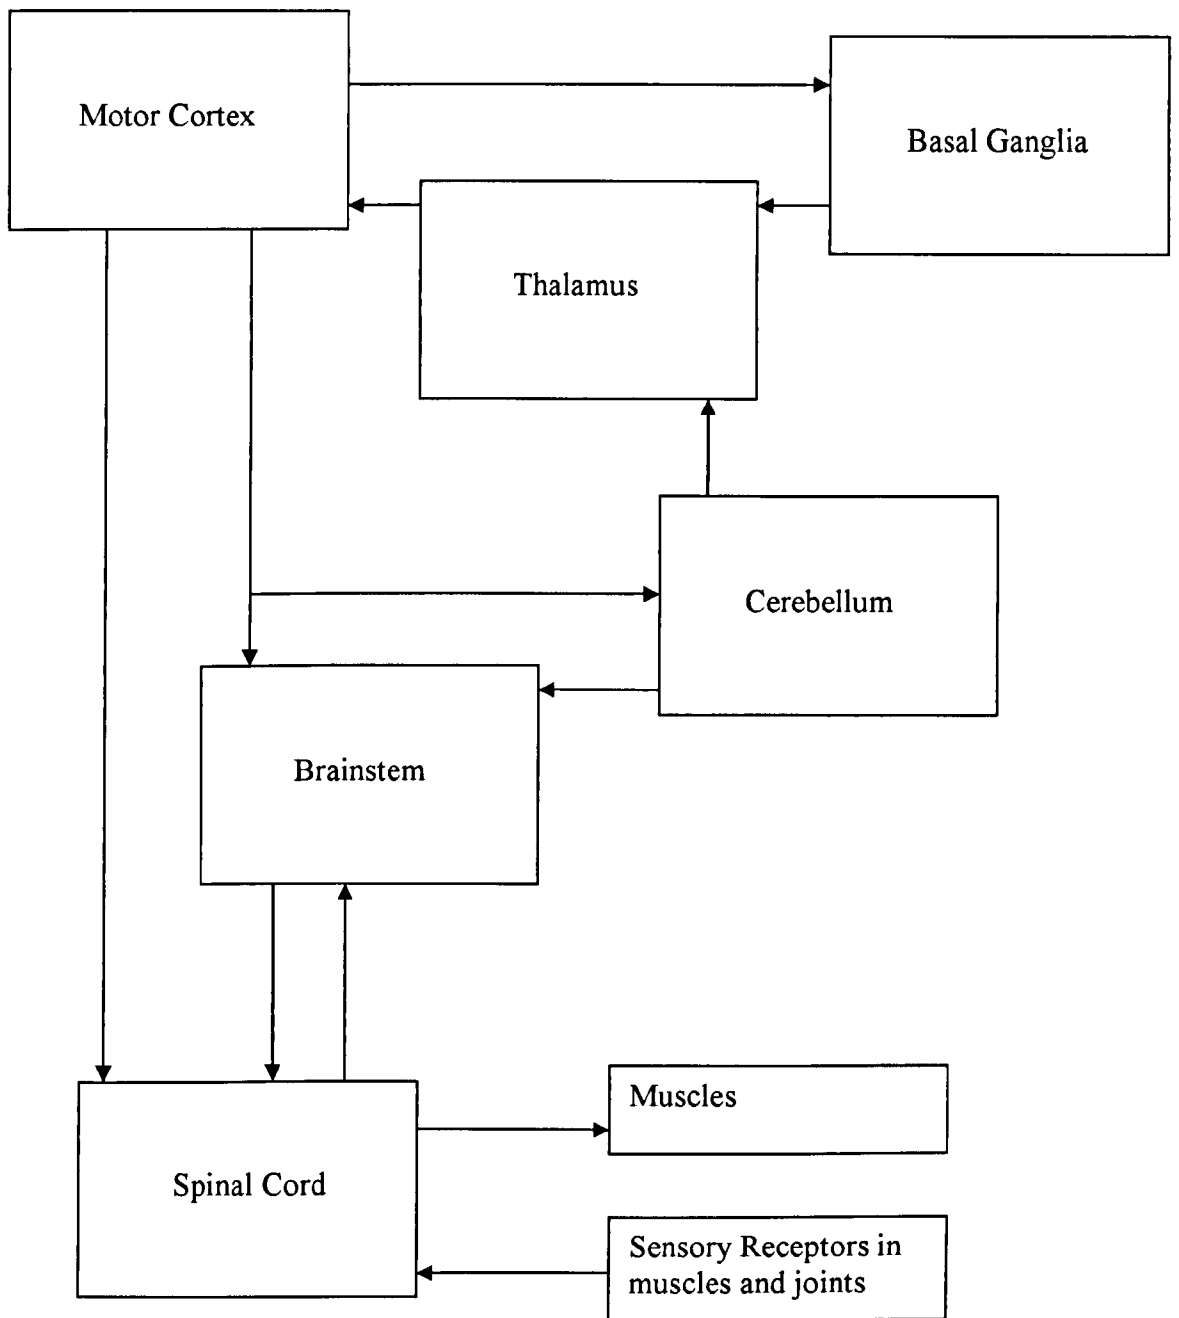 Motor Cortex
Basal Ganglia
Thalamus
Cerebellum
Brainstem
Muscles
Spinal Cord
Sensory Receptors in
muscles and joints